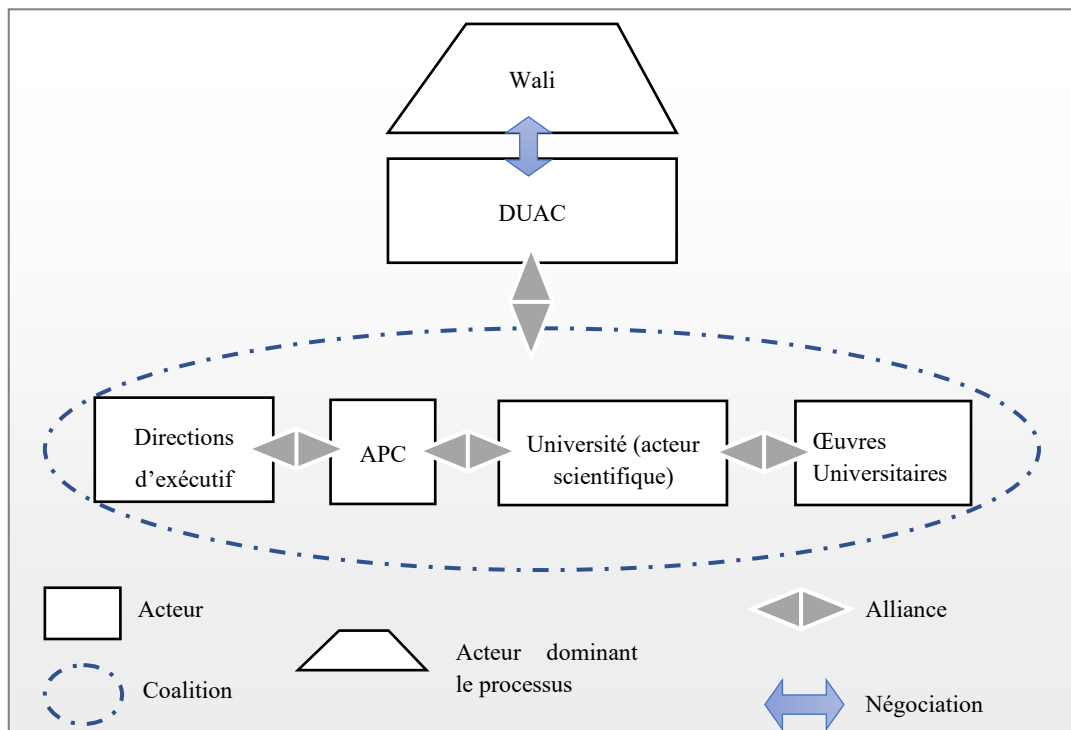 Wali
DUAC
Directions
d’exécutif
APC
Université (acteur
scientifique)
Œuvres
Universitaires
Acteur
Coalition
Acteur dominant
le processus
Alliance
Négociation